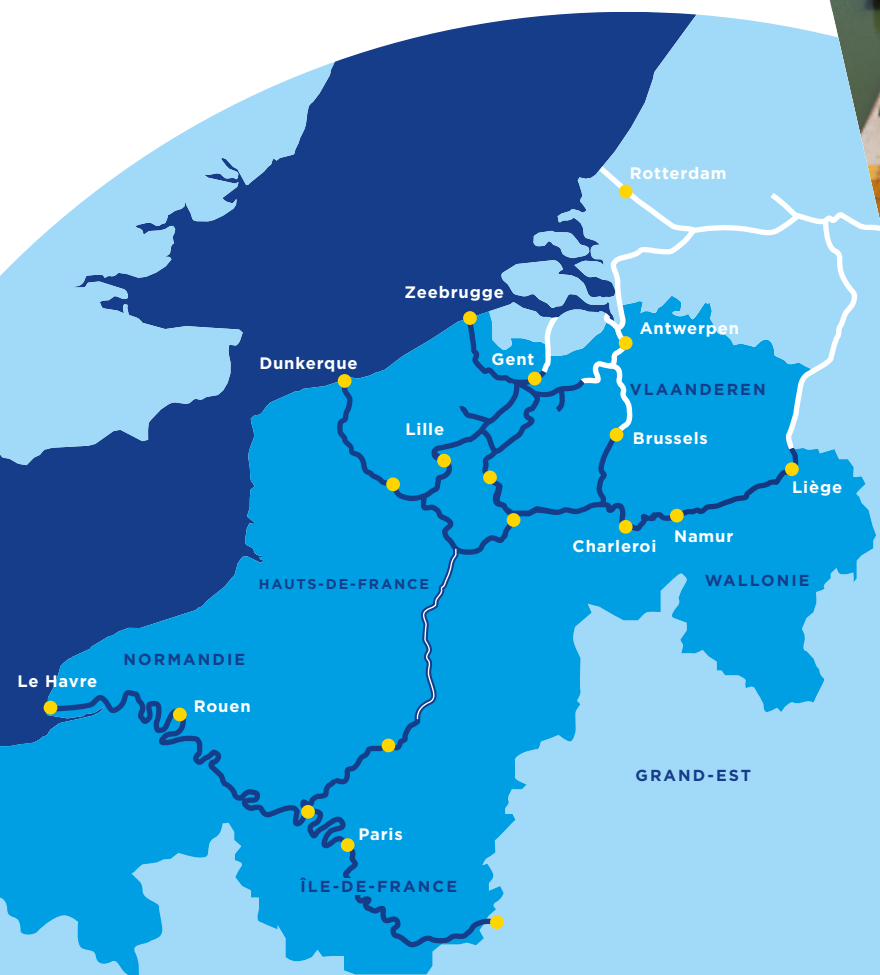 Rotterdam
Zeebrugge
Antwerpen
Gent
Dunkerque
VLAANDEREN
Lille
Brussels
Liège
Namur
Charleroi
WALLONIE
HAUTS-DE-FRANCE
NORMANDIE
Le Havre
Rouen
GRAND-EST
Paris
ÎLE-DE-FRANCE